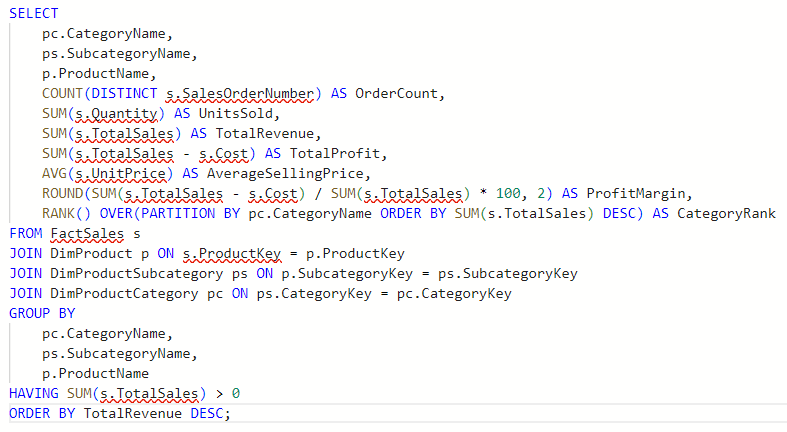 SELECT
    pc.CategoryName,
    ps.SubcategoryName,
    p.ProductName,
    COUNT(DISTINCT s.SalesOrderNumber) AS OrderCount,
    SUM(s.Quantity) AS UnitsSold,
    SUM(s.TotalSales) AS TotalRevenue,
    SUM(s.TotalSales - s.Cost) AS TotalProfit,
    AVG(s.UnitPrice) AS AverageSellingPrice,
    ROUND(SUM(s.TotalSales - s.Cost) / SUM(s.TotalSales) * 100, 2) AS ProfitMargin,
    RANK() OVER(PARTITION BY pc.CategoryName ORDER BY SUM(s.TotalSales) DESC) AS CategoryRank
FROM FactSales s
JOIN DimProduct p ON s.ProductKey = p.ProductKey
JOIN DimProductSubcategory ps ON p.SubcategoryKey = ps.SubcategoryKey
JOIN DimProductCategory pc ON ps.CategoryKey = pc.CategoryKey
GROUP BY
    pc.CategoryName,
    ps.SubcategoryName,
    p.ProductName
HAVING SUM(s.TotalSales) > 0
ORDER BY TotalRevenue DESC;